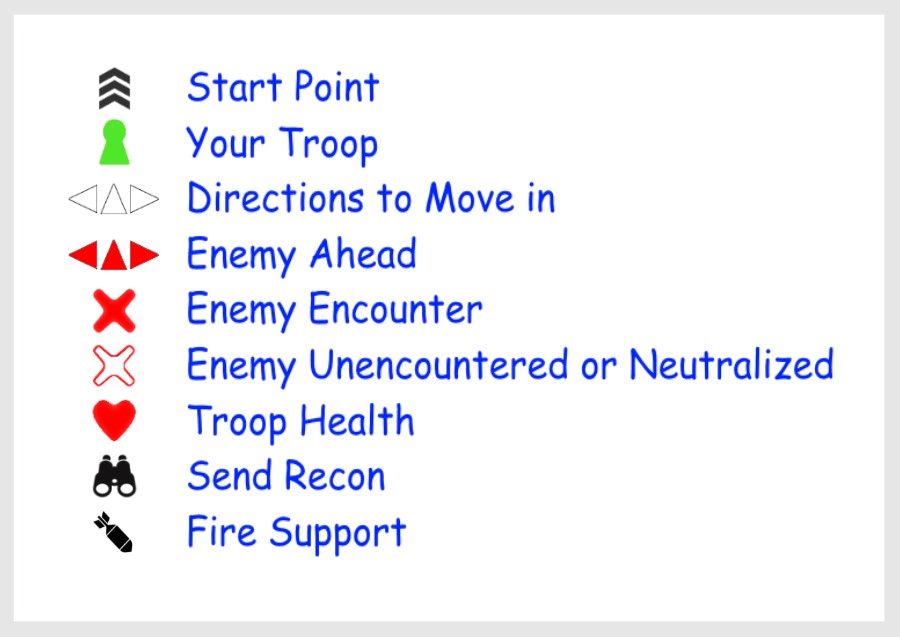 Start Point
Your Troop
Directions to Move in
Enemy Ahead
Enemy Encounter
Enemy Unencountered or Neutralized
Troop Health
Send Recon
Fire Support